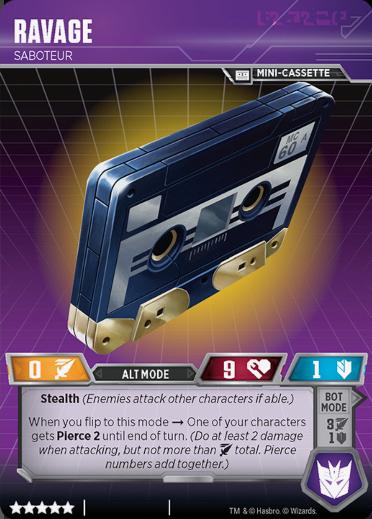 RAVAGE
SABOTEUR
MINI-CASSETTE
MC
60 A
0
ALT MODE
9
1
Stealth (Enemies attack other characters if able.)
When you flip to this mode → One of your characters
gets Pierce 2 until end of turn. (Do at least 2 damage
when attacking, but not more than total. Pierce
numbers add together.)
BOT
MODE
3
1
TM & © Hasbro. © Wizards.